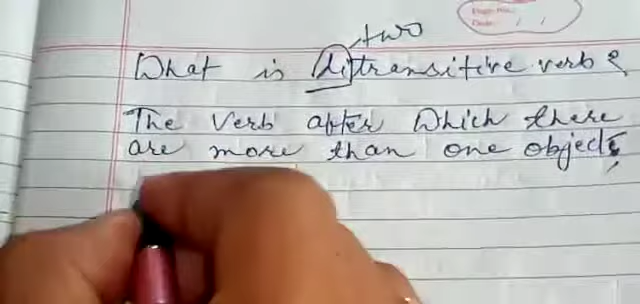 two
What is ditransitive verb?
The verb after which there
are more than one objects,